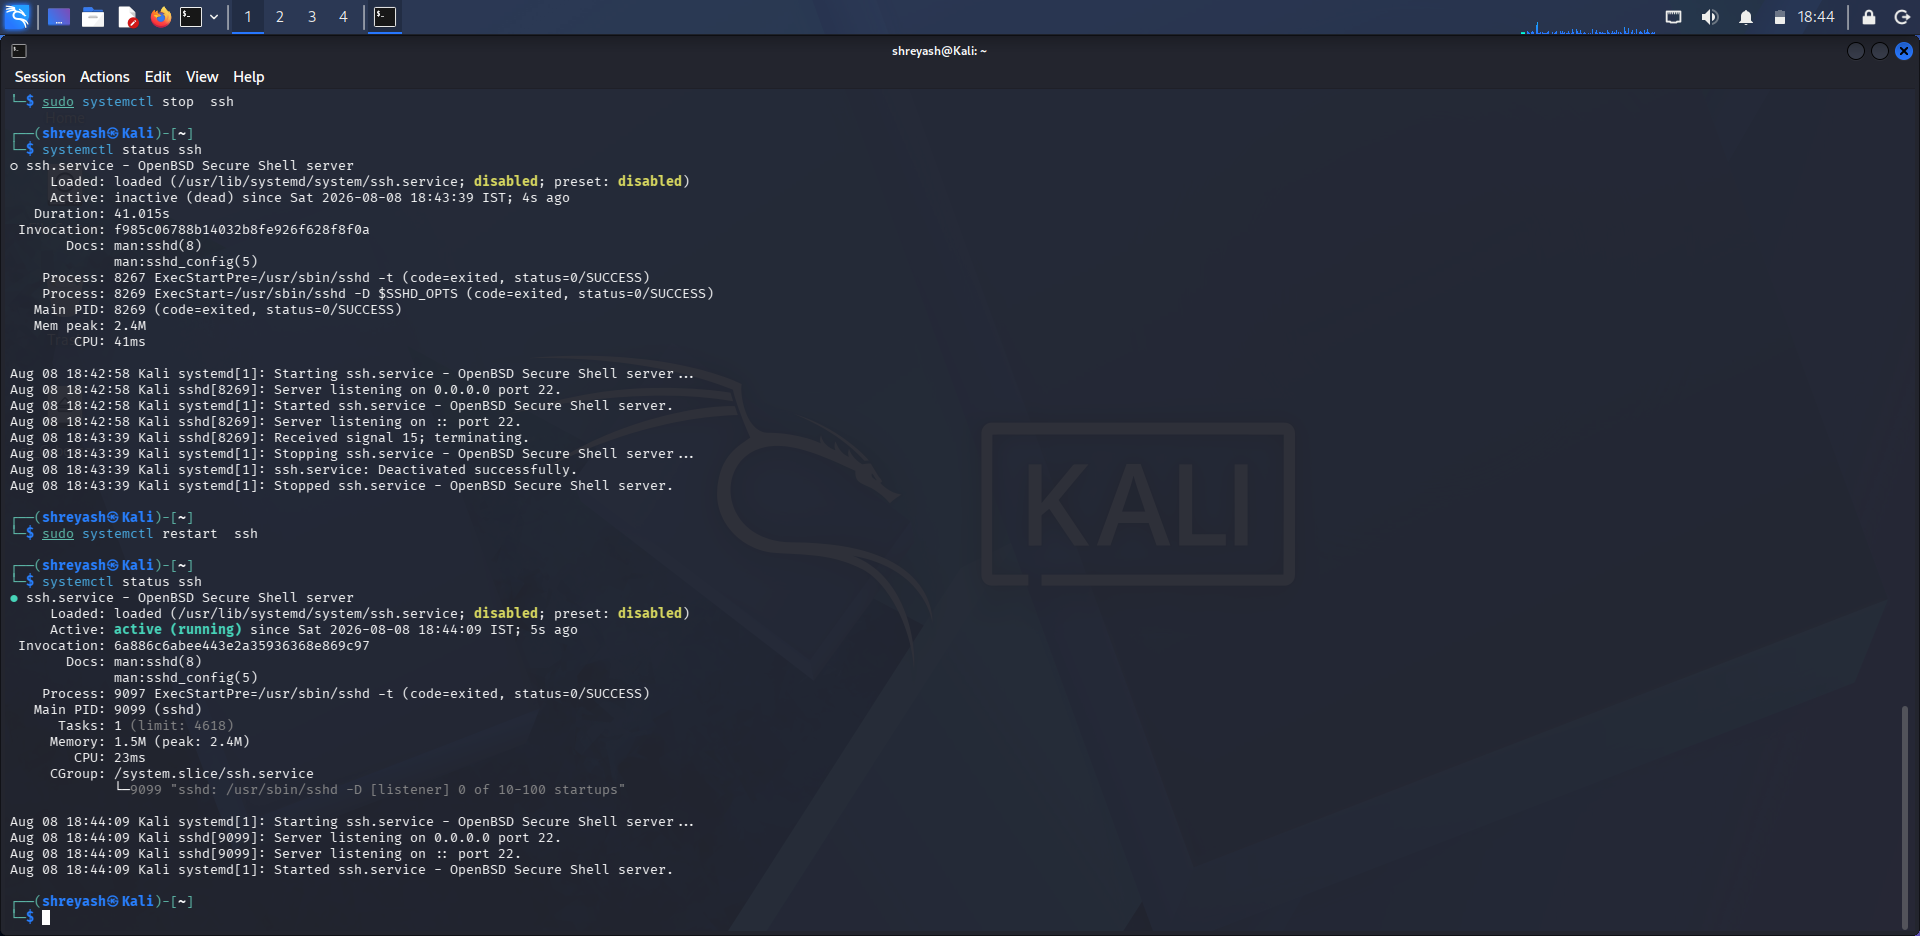 1 2 3 4 18:44
shreyash@Kali: ~
Session Actions Edit View Help
└─$ sudo systemctl stop  ssh
┌──(shreyash㉿Kali)-[~]
└─$ systemctl status ssh
○ ssh.service - OpenBSD Secure Shell server
Loaded: loaded (/usr/lib/systemd/system/ssh.service; disabled; preset: disabled)
Active: inactive (dead) since Sat 2026-08-08 18:43:39 IST; 4s ago
Duration: 41.015s
Invocation: f985c06788b14032b8fe926f628f8f0a
Docs: man:sshd(8)
man:sshd_config(5)
Process: 8267 ExecStartPre=/usr/sbin/sshd -t (code=exited, status=0/SUCCESS)
Process: 8269 ExecStart=/usr/sbin/sshd -D $SSHD_OPTS (code=exited, status=0/SUCCESS)
Main PID: 8269 (code=exited, status=0/SUCCESS)
Mem peak: 2.4M
CPU: 41ms
Aug 08 18:42:58 Kali systemd[1]: Starting ssh.service - OpenBSD Secure Shell server...
Aug 08 18:42:58 Kali sshd[8269]: Server listening on 0.0.0.0 port 22.
Aug 08 18:42:58 Kali systemd[1]: Started ssh.service - OpenBSD Secure Shell server.
Aug 08 18:42:58 Kali sshd[8269]: Server listening on :: port 22.
Aug 08 18:43:39 Kali sshd[8269]: Received signal 15; terminating.
Aug 08 18:43:39 Kali systemd[1]: Stopping ssh.service - OpenBSD Secure Shell server...
Aug 08 18:43:39 Kali systemd[1]: ssh.service: Deactivated successfully.
Aug 08 18:43:39 Kali systemd[1]: Stopped ssh.service - OpenBSD Secure Shell server.
┌──(shreyash㉿Kali)-[~]
└─$ sudo systemctl restart  ssh
┌──(shreyash㉿Kali)-[~]
└─$ systemctl status ssh
● ssh.service - OpenBSD Secure Shell server
Loaded: loaded (/usr/lib/systemd/system/ssh.service; disabled; preset: disabled)
Active: active (running) since Sat 2026-08-08 18:44:09 IST; 5s ago
Invocation: 6a886c6abee443e2a35936368e869c97
Docs: man:sshd(8)
man:sshd_config(5)
Process: 9097 ExecStartPre=/usr/sbin/sshd -t (code=exited, status=0/SUCCESS)
Main PID: 9099 (sshd)
Tasks: 1 (limit: 4618)
Memory: 1.5M (peak: 2.4M)
CPU: 23ms
CGroup: /system.slice/ssh.service
└─9099 "sshd: /usr/sbin/sshd -D [listener] 0 of 10-100 startups"
Aug 08 18:44:09 Kali systemd[1]: Starting ssh.service - OpenBSD Secure Shell server...
Aug 08 18:44:09 Kali sshd[9099]: Server listening on 0.0.0.0 port 22.
Aug 08 18:44:09 Kali sshd[9099]: Server listening on :: port 22.
Aug 08 18:44:09 Kali systemd[1]: Started ssh.service - OpenBSD Secure Shell server.
┌──(shreyash㉿Kali)-[~]
└─$
KALI